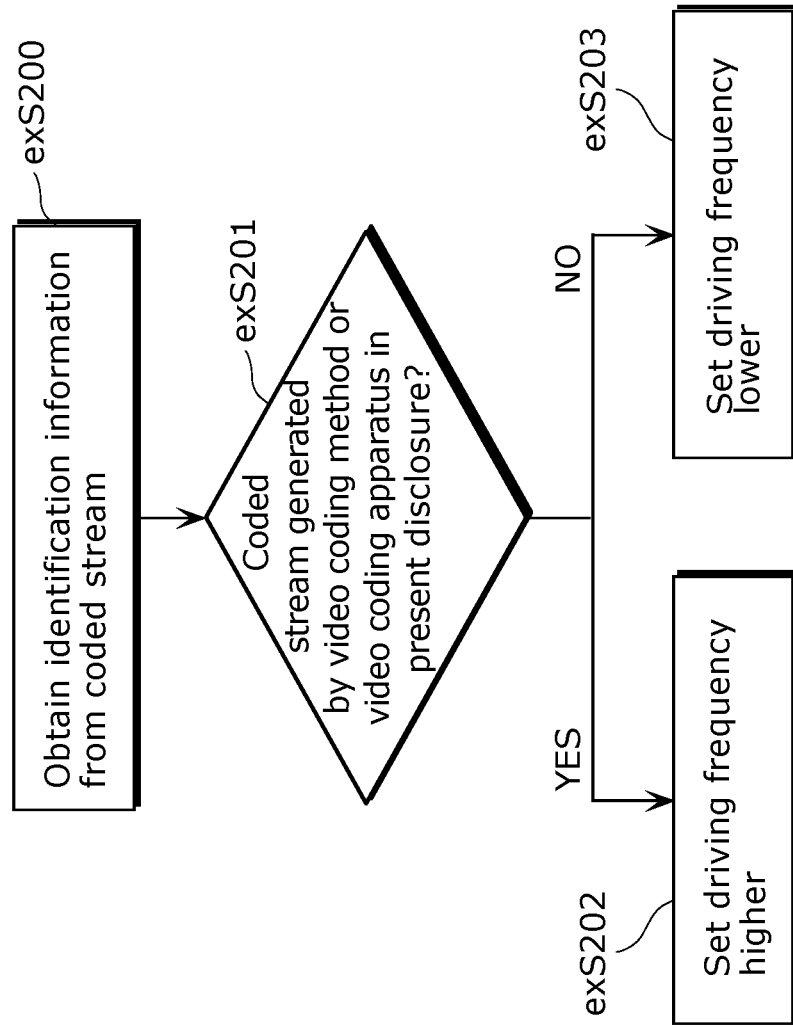 exS200
Obtain identification information
from coded stream
exS201
Coded
stream generated
by video coding method or
video coding apparatus in
present disclosure?
YES
NO
exS202
Set driving frequency
higher
exS203
Set driving frequency
lower